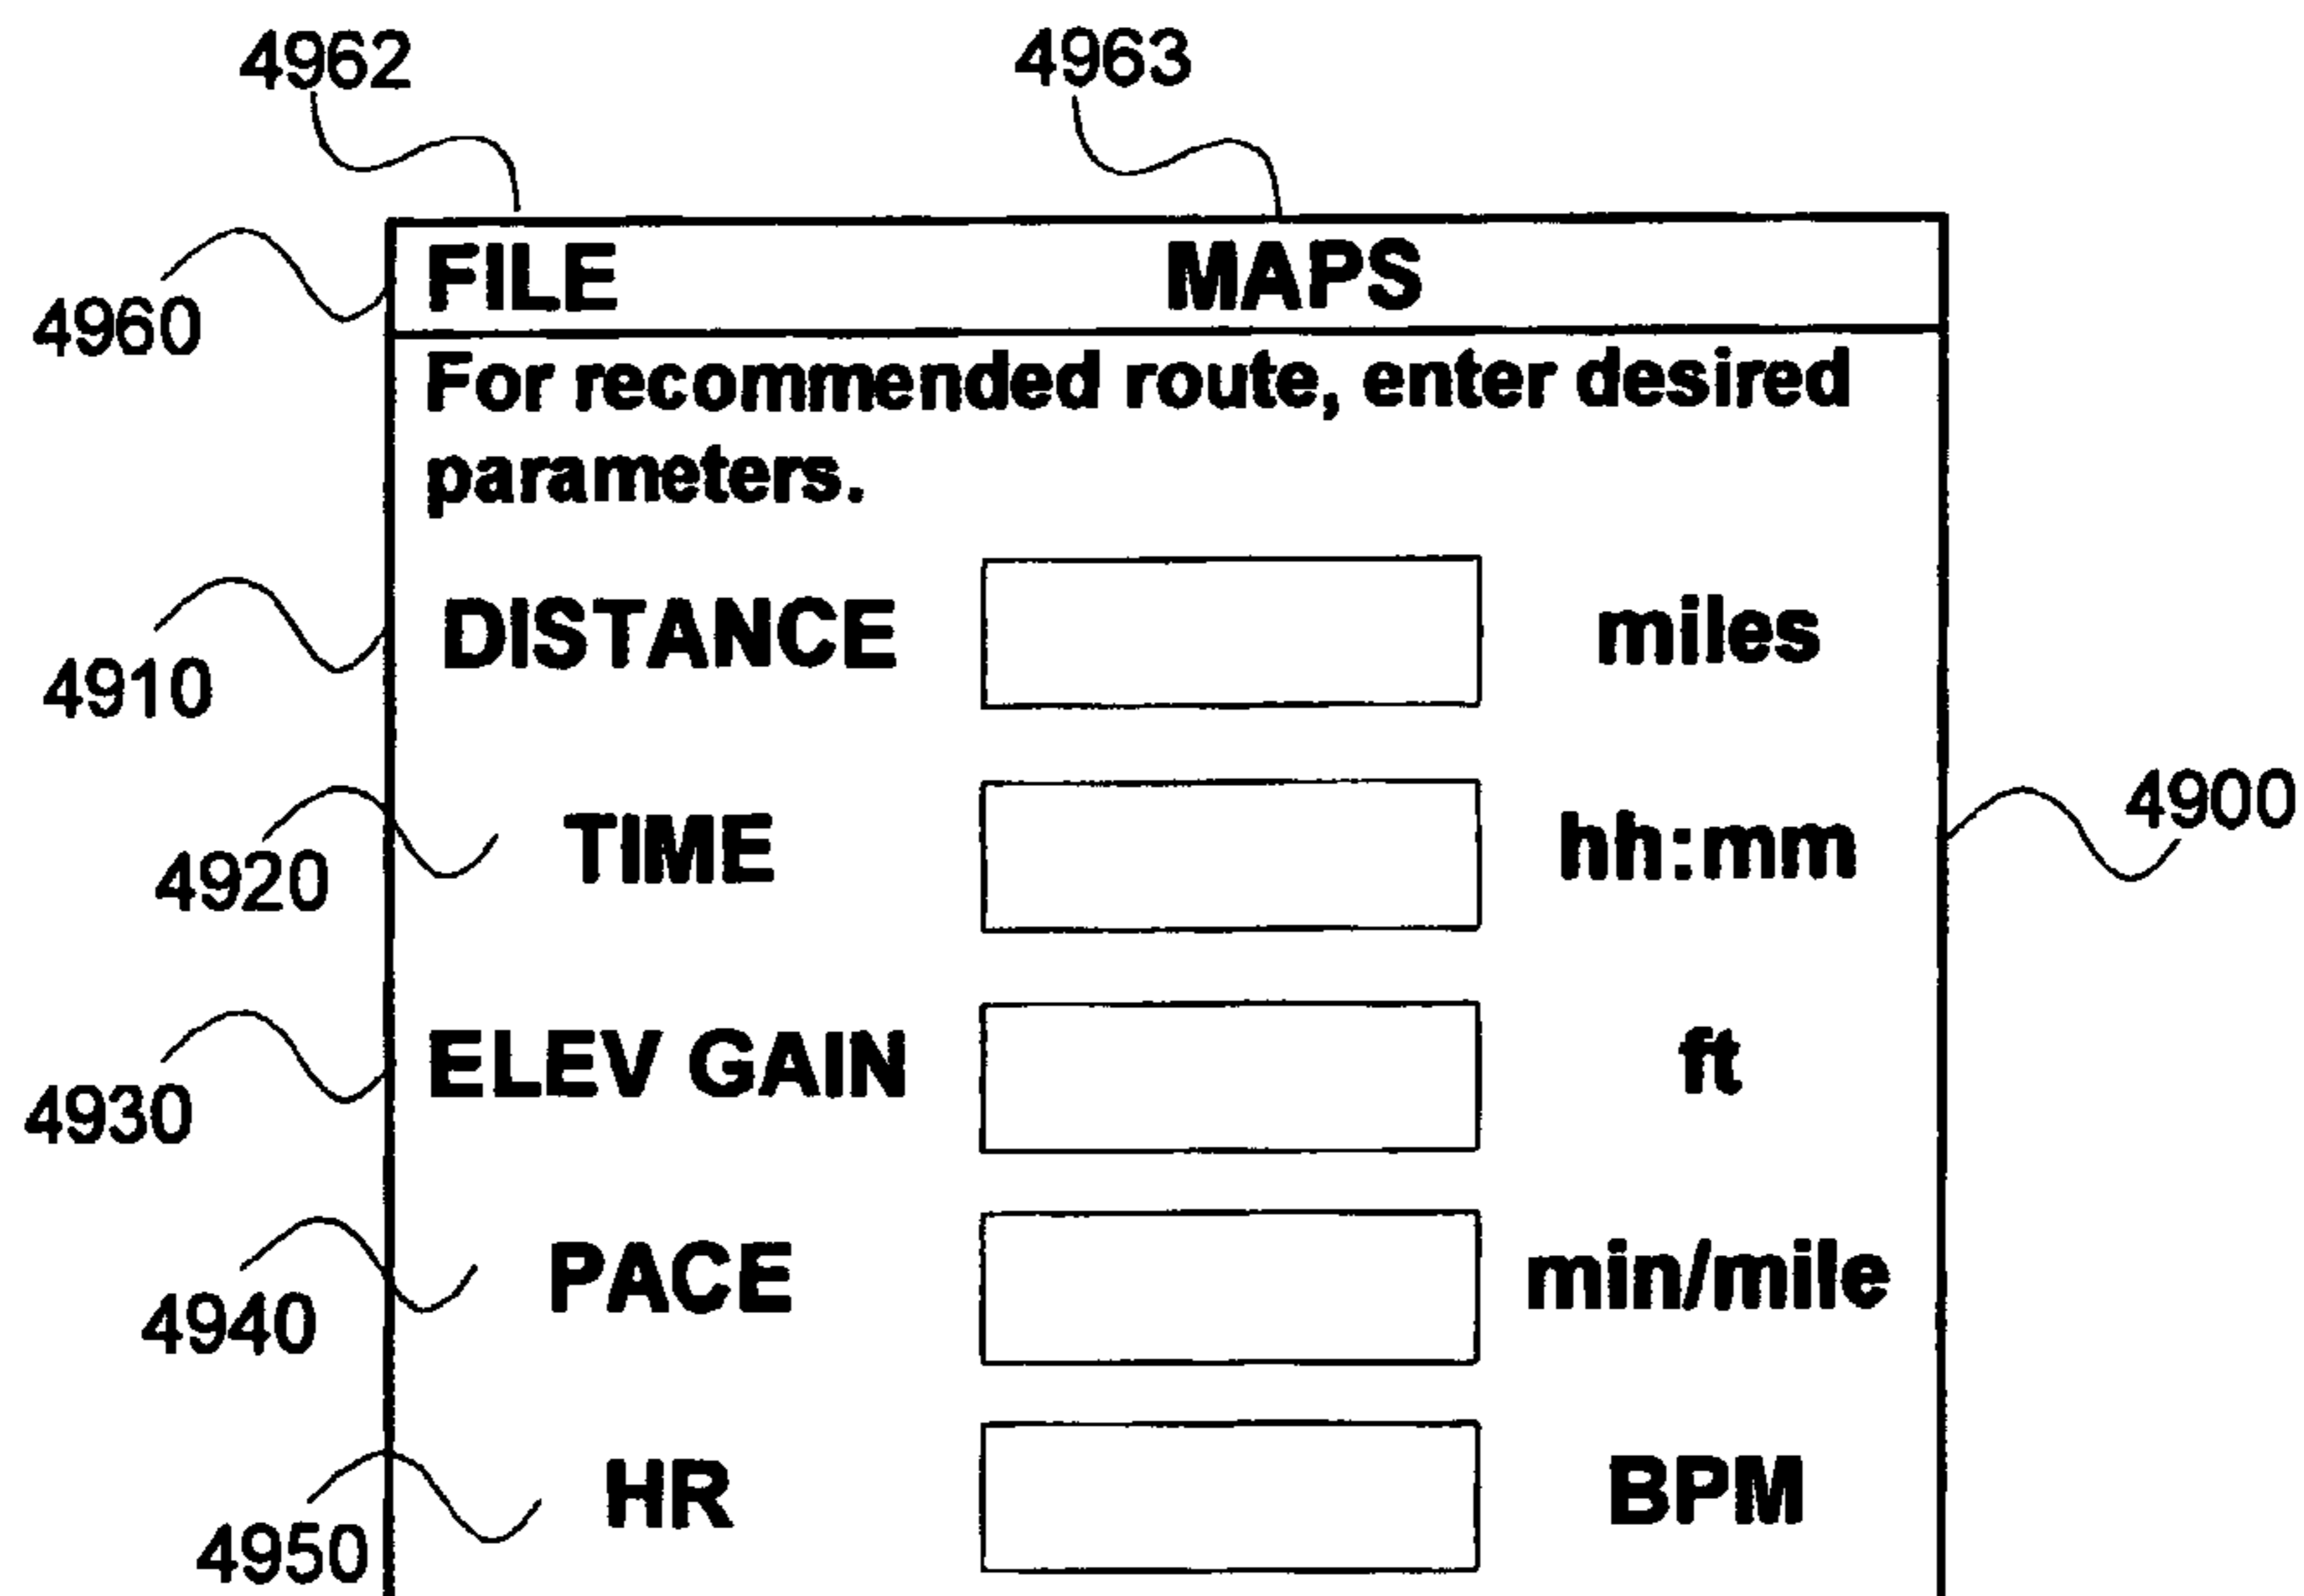 4962 4963
4960 FILE MAPS
For recommended route, enter desired
parameters.
4910 DISTANCE miles
4920 TIME hh:mm 4900
4930 ELEV GAIN ft
4940 PACE min/mile
4950 HR BPM